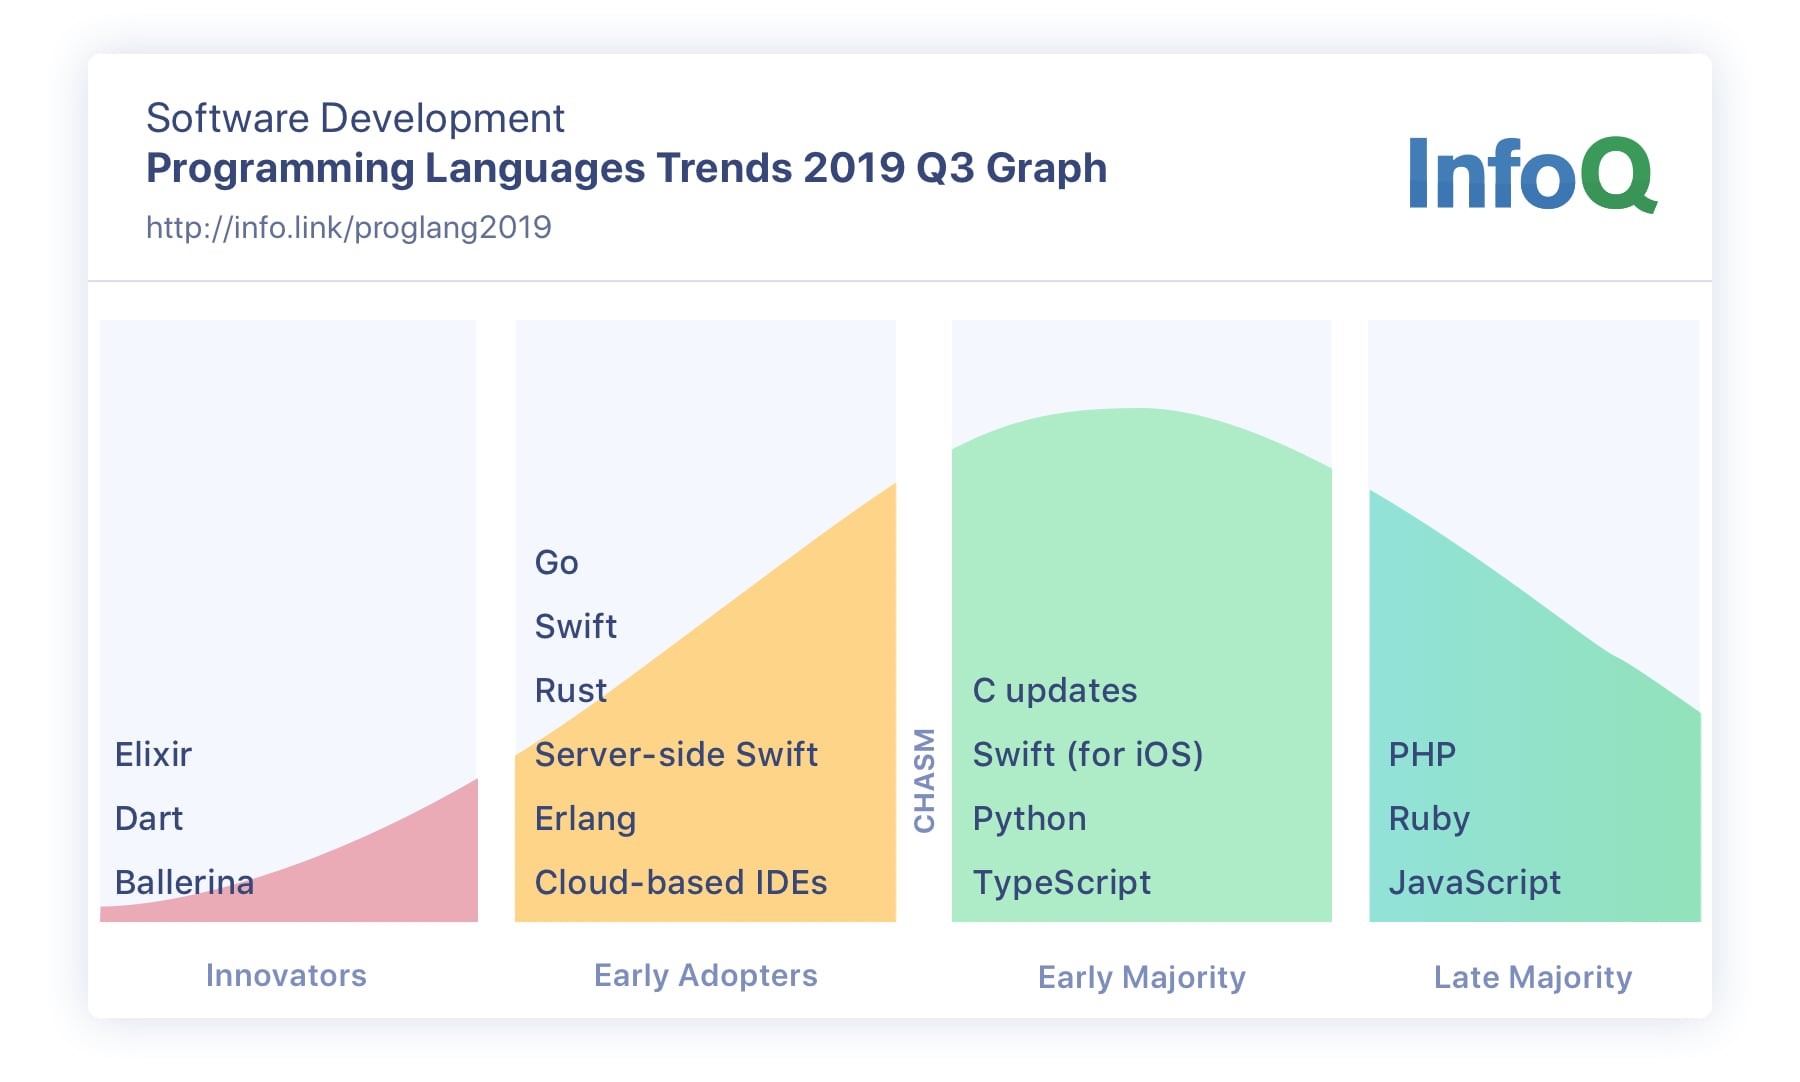 Software Development
Programming Languages Trends 2019 Q3 Graph
http://info.link/proglang2019
InfoQ
Elixir
Dart
Ballerina
Innovators
Go
Swift
Rust
Server-side Swift
Erlang
Cloud-based IDEs
Early Adopters
CHASM
C updates
Swift (for iOS)
Python
TypeScript
Early Majority
PHP
Ruby
JavaScript
Late Majority